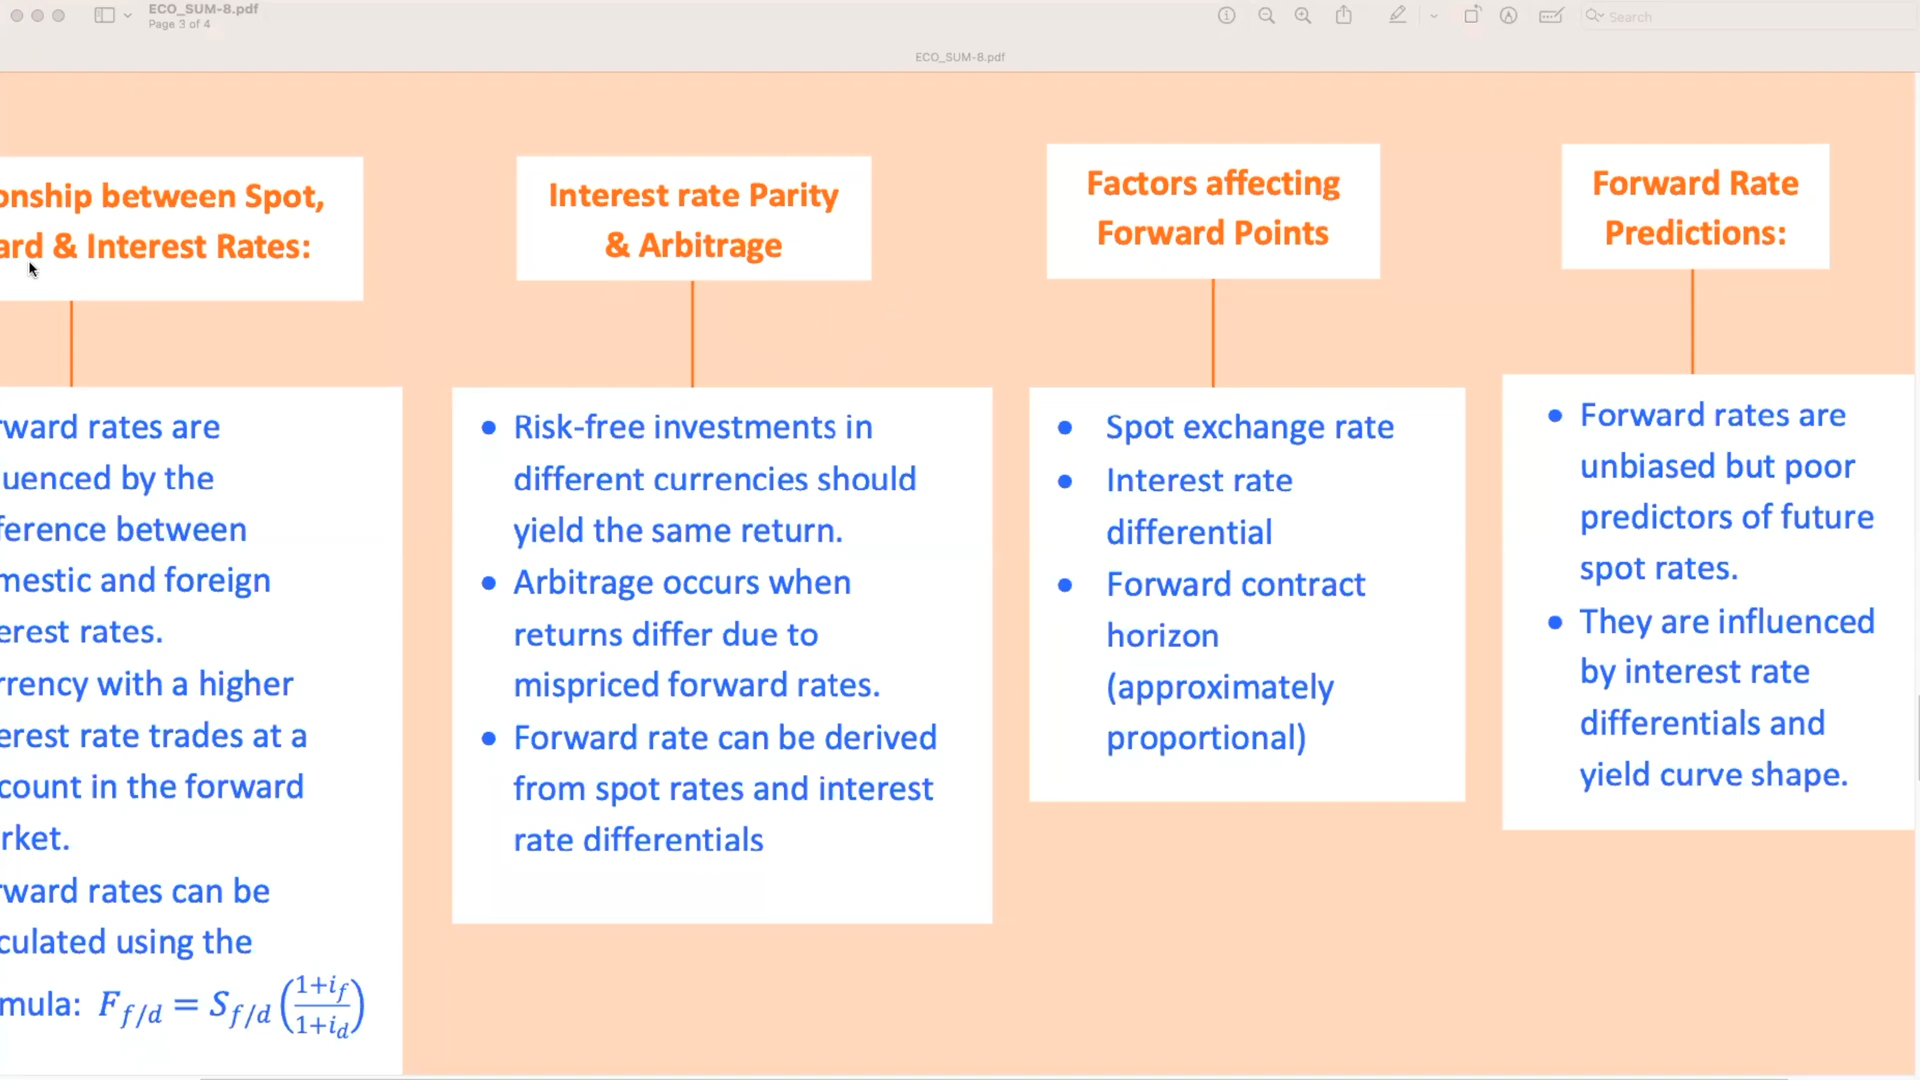 ECO_SUM-8.pdf
Page 3 of 4
Search
ECO_SUM-8.pdf
onship between Spot,
ard & Interest Rates:
rward rates are
uenced by the
ference between
mestic and foreign
erest rates.
rrency with a higher
erest rate trades at a
count in the forward
rket.
rward rates can be
culated using the
mula: F_{f/d} = S_{f/d} (\frac{1+i_f}{1+i_d})
Interest rate Parity
& Arbitrage
• Risk-free investments in
different currencies should
yield the same return.
• Arbitrage occurs when
returns differ due to
mispriced forward rates.
• Forward rate can be derived
from spot rates and interest
rate differentials
Factors affecting
Forward Points
• Spot exchange rate
• Interest rate
differential
• Forward contract
horizon
(approximately
proportional)
Forward Rate
Predictions:
• Forward rates are
unbiased but poor
predictors of future
spot rates.
• They are influenced
by interest rate
differentials and
yield curve shape.